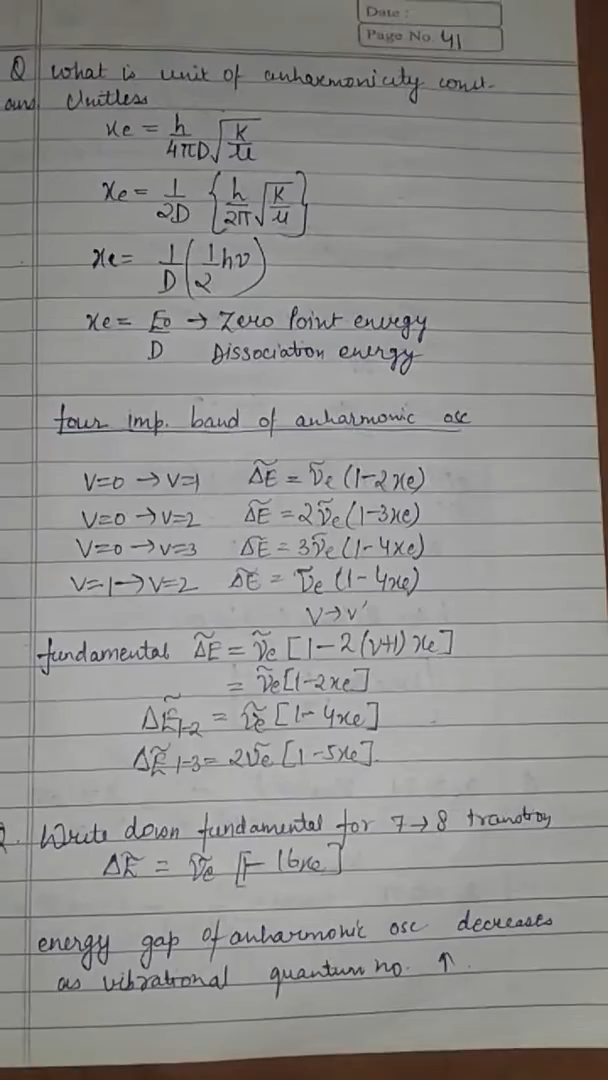 Date :
Page No. 41
Q What is unit of anharmonicity const.
ans Unitless
xe = h/4πD √(K/μ)
xe = 1/2D {h/2π √(K/μ)}
xe = 1/D (1/2 hν)
xe = E0/D → Zero Point energy
Dissociation energy
four imp. band of anharmonic osc
V=0 → V=1 ΔẼ = ν̃e (1-2xe)
V=0 → V=2 ΔẼ = 2ν̃e (1-3xe)
V=0 → V=3 ΔẼ = 3ν̃e (1-4xe)
V=1 → V=2 ΔẼ = ν̃e (1-4xe)
V → V'
fundamental ΔẼ = ν̃e [1-2(V+1)xe]
= ν̃e [1-2xe]
ΔẼ1-2 = ν̃e [1-4xe]
ΔẼ1-3 = 2ν̃e [1-5xe].
Q. Write down fundamental for 7→8
ΔE = ν̃e [1-16xe]
energy gap of anharmonic osc. decreases
as vibrational quantum no. ↑.